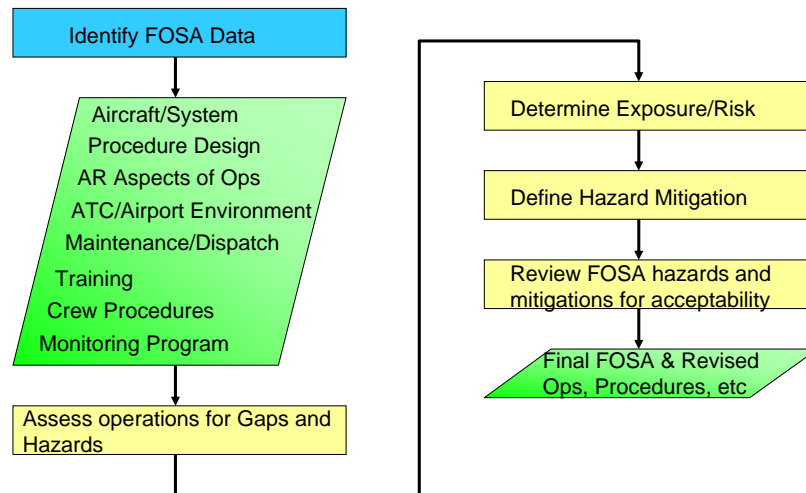 Identify FOSA Data
Aircraft/System
Procedure Design
AR Aspects of Ops
ATC/Airport Environment
Maintenance/Dispatch
Training
Crew Procedures
Monitoring Program
Assess operations for Gaps and
Hazards
Determine Exposure/Risk
Define Hazard Mitigation
Review FOSA hazards and
mitigations for acceptability
Final FOSA & Revised
Ops, Procedures, etc